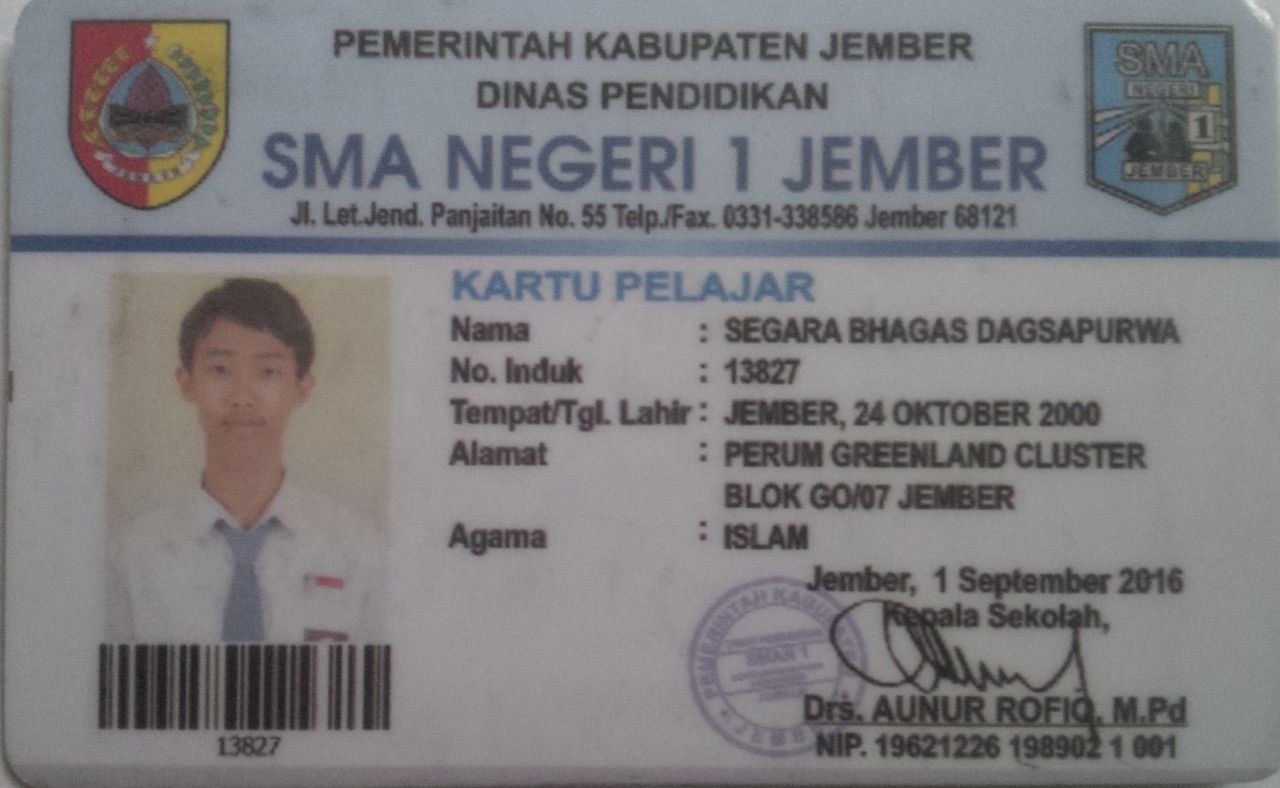 PEMERINTAH KABUPATEN JEMBER
DINAS PENDIDIKAN
SMA NEGERI 1 JEMBER
Jl. Let.Jend. Panjaitan No. 55 Telp./Fax. 0331-338586 Jember 68121
SMA
NEGERI
1
JEMBER
JEMBER
KARTU PELAJAR
Nama : SEGARA BHAGAS DAGSAPURWA
No. Induk : 13827
Tempat/Tgl. Lahir : JEMBER, 24 OKTOBER 2000
Alamat : PERUM GREENLAND CLUSTER
BLOK GO/07 JEMBER
Agama : ISLAM
Jember, 1 September 2016
Kepala Sekolah,
PEMERINTAH
SMAN 1
Drs. AUNUR ROFIQ, M.Pd
NIP. 19621226 198902 1 001
13827